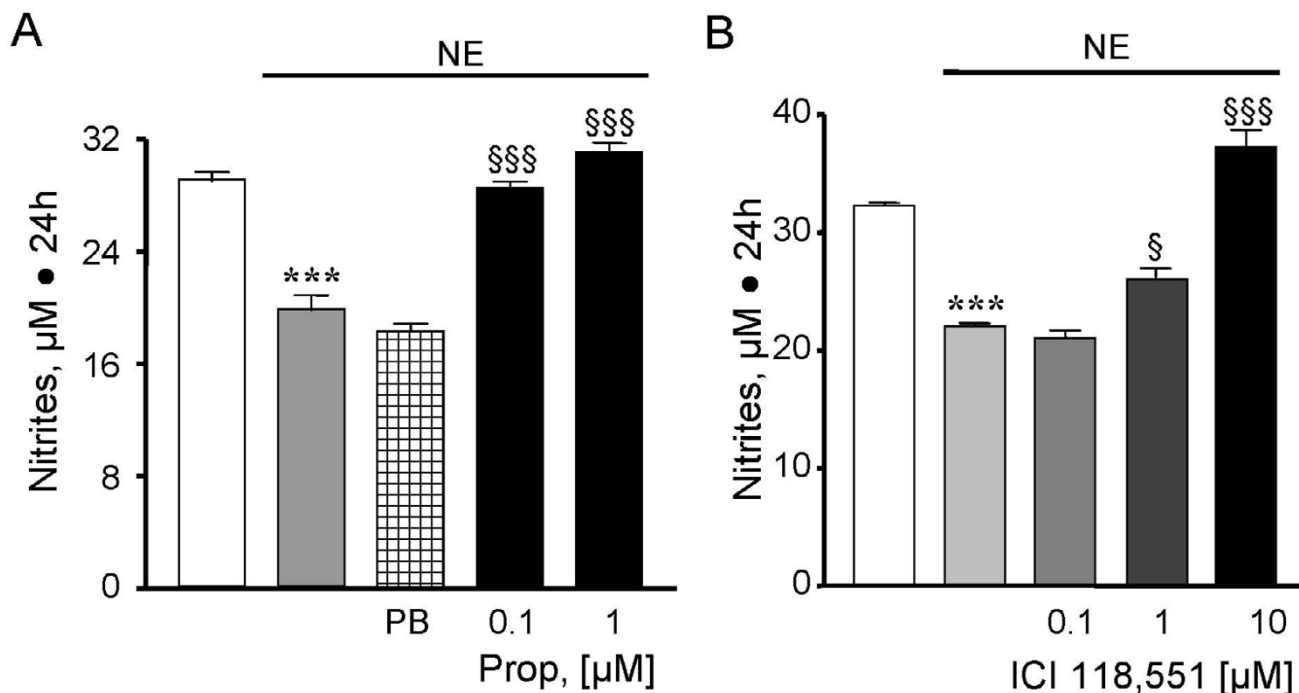 A
NE
32
24
16
8
0
Nitrites, µM • 24h
***
§§§
§§§
PB
0.1
1
Prop, [µM]
B
NE
40
30
20
10
0
Nitrites, µM • 24h
***
§
§§§
0.1
1
10
ICI 118,551 [µM]